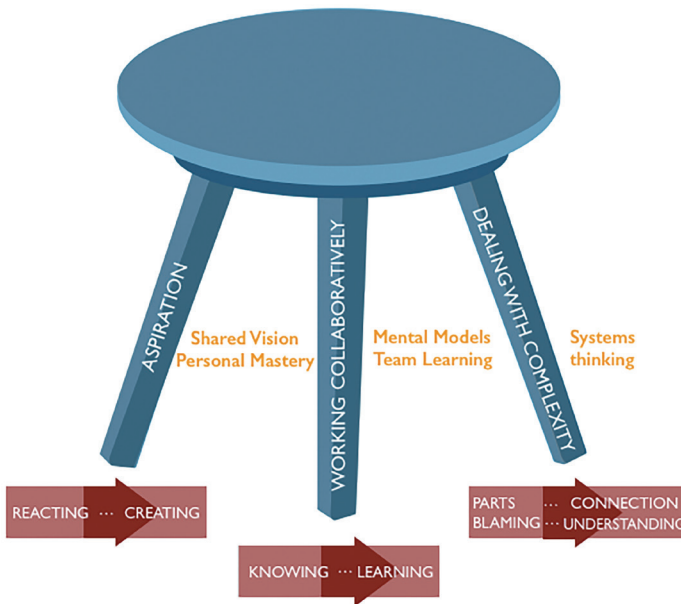 ASPIRATION
Shared Vision
Personal Mastery
WORKING COLLABORATIVELY
Mental Models
Team Learning
DEALING WITH COMPLEXITY
Systems
thinking
REACTING ... CREATING
KNOWING ... LEARNING
PARTS ... CONNECTION
BLAMING ... UNDERSTANDING